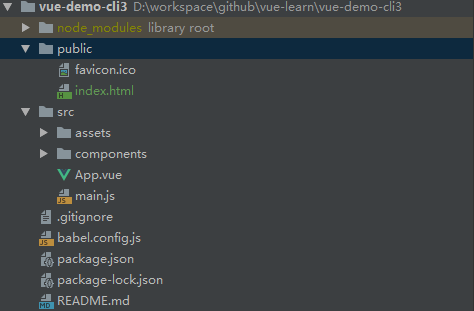 vue-demo-cli3 D:\workspace\github\vue-learn\vue-demo-cli3
node_modules library root
public
favicon.ico
index.html
src
assets
components
App.vue
main.js
.gitignore
babel.config.js
package.json
package-lock.json
README.md